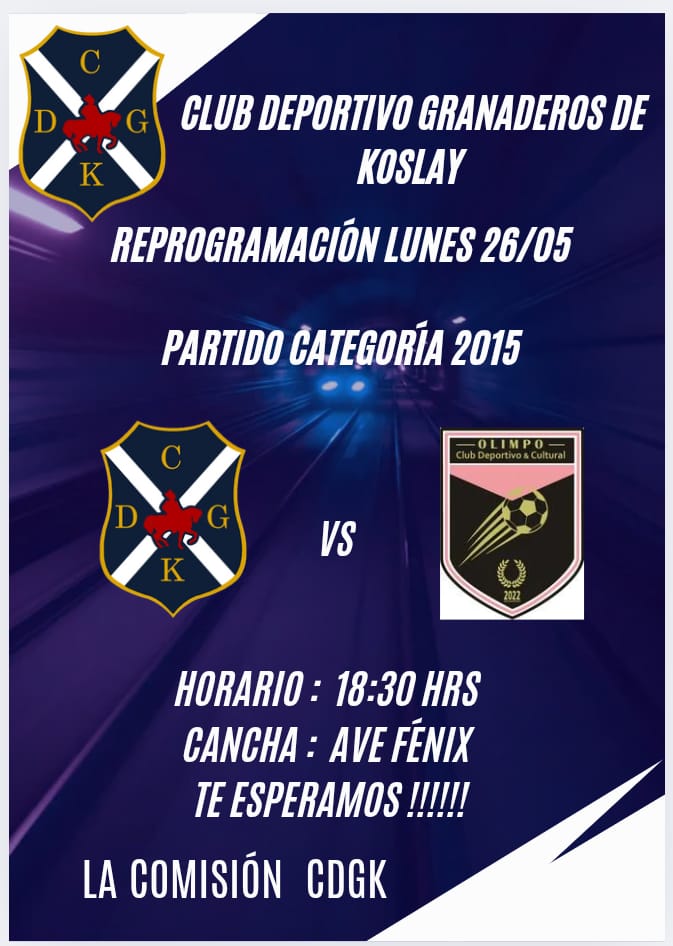 C
D G
K
CLUB DEPORTIVO GRANADEROS DE
KOSLAY
REPROGRAMACIÓN LUNES 26/05
PARTIDO CATEGORÍA 2015
C
D G
K
VS
OLIMPO
Club Deportivo & Cultural
2022
HORARIO : 18:30 HRS
CANCHA : AVE FÉNIX
TE ESPERAMOS !!!!!!
LA COMISIÓN CDGK